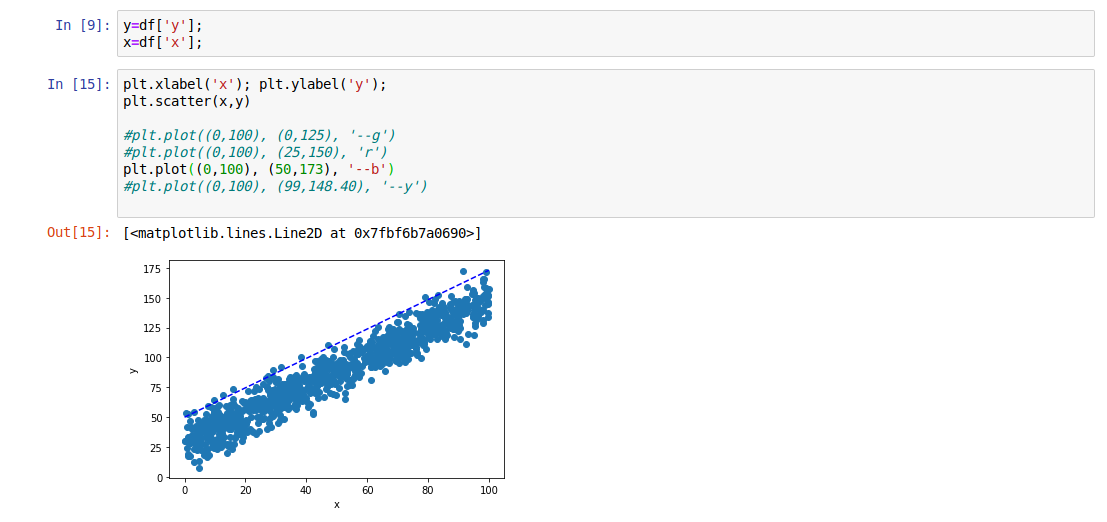 In [9]:
y=df['y'];
x=df['x'];
In [15]:
plt.xlabel('x'); plt.ylabel('y');
plt.scatter(x,y)
#plt.plot((0,100), (0,125), '--g')
#plt.plot((0,100), (25,150), 'r')
plt.plot((0,100), (50,173), '--b')
#plt.plot((0,100), (99,148.40), '--y')
Out[15]:
[<matplotlib.lines.Line2D at 0x7fbf6b7a0690>]
175
150
125
100
75
50
25
0
y
0 20 40 60 80 100
x